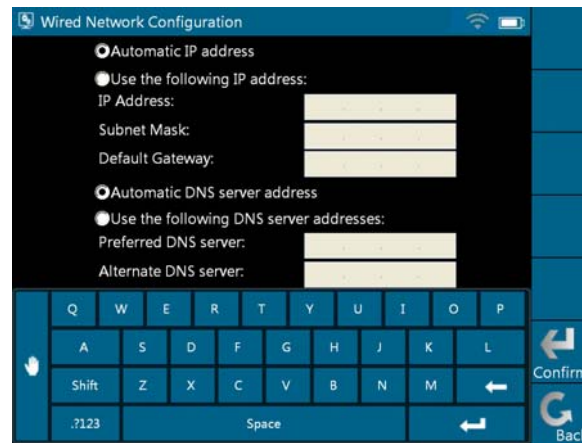 Wired Network Configuration
Automatic IP address
Use the following IP address:
IP Address:
Subnet Mask:
Default Gateway:
Automatic DNS server address
Use the following DNS server addresses:
Preferred DNS server:
Alternate DNS server:
Q W E R T Y U I O P
A S D F G H J K L
Shift Z X C V B N M
.?123 Space
Confirm
Back